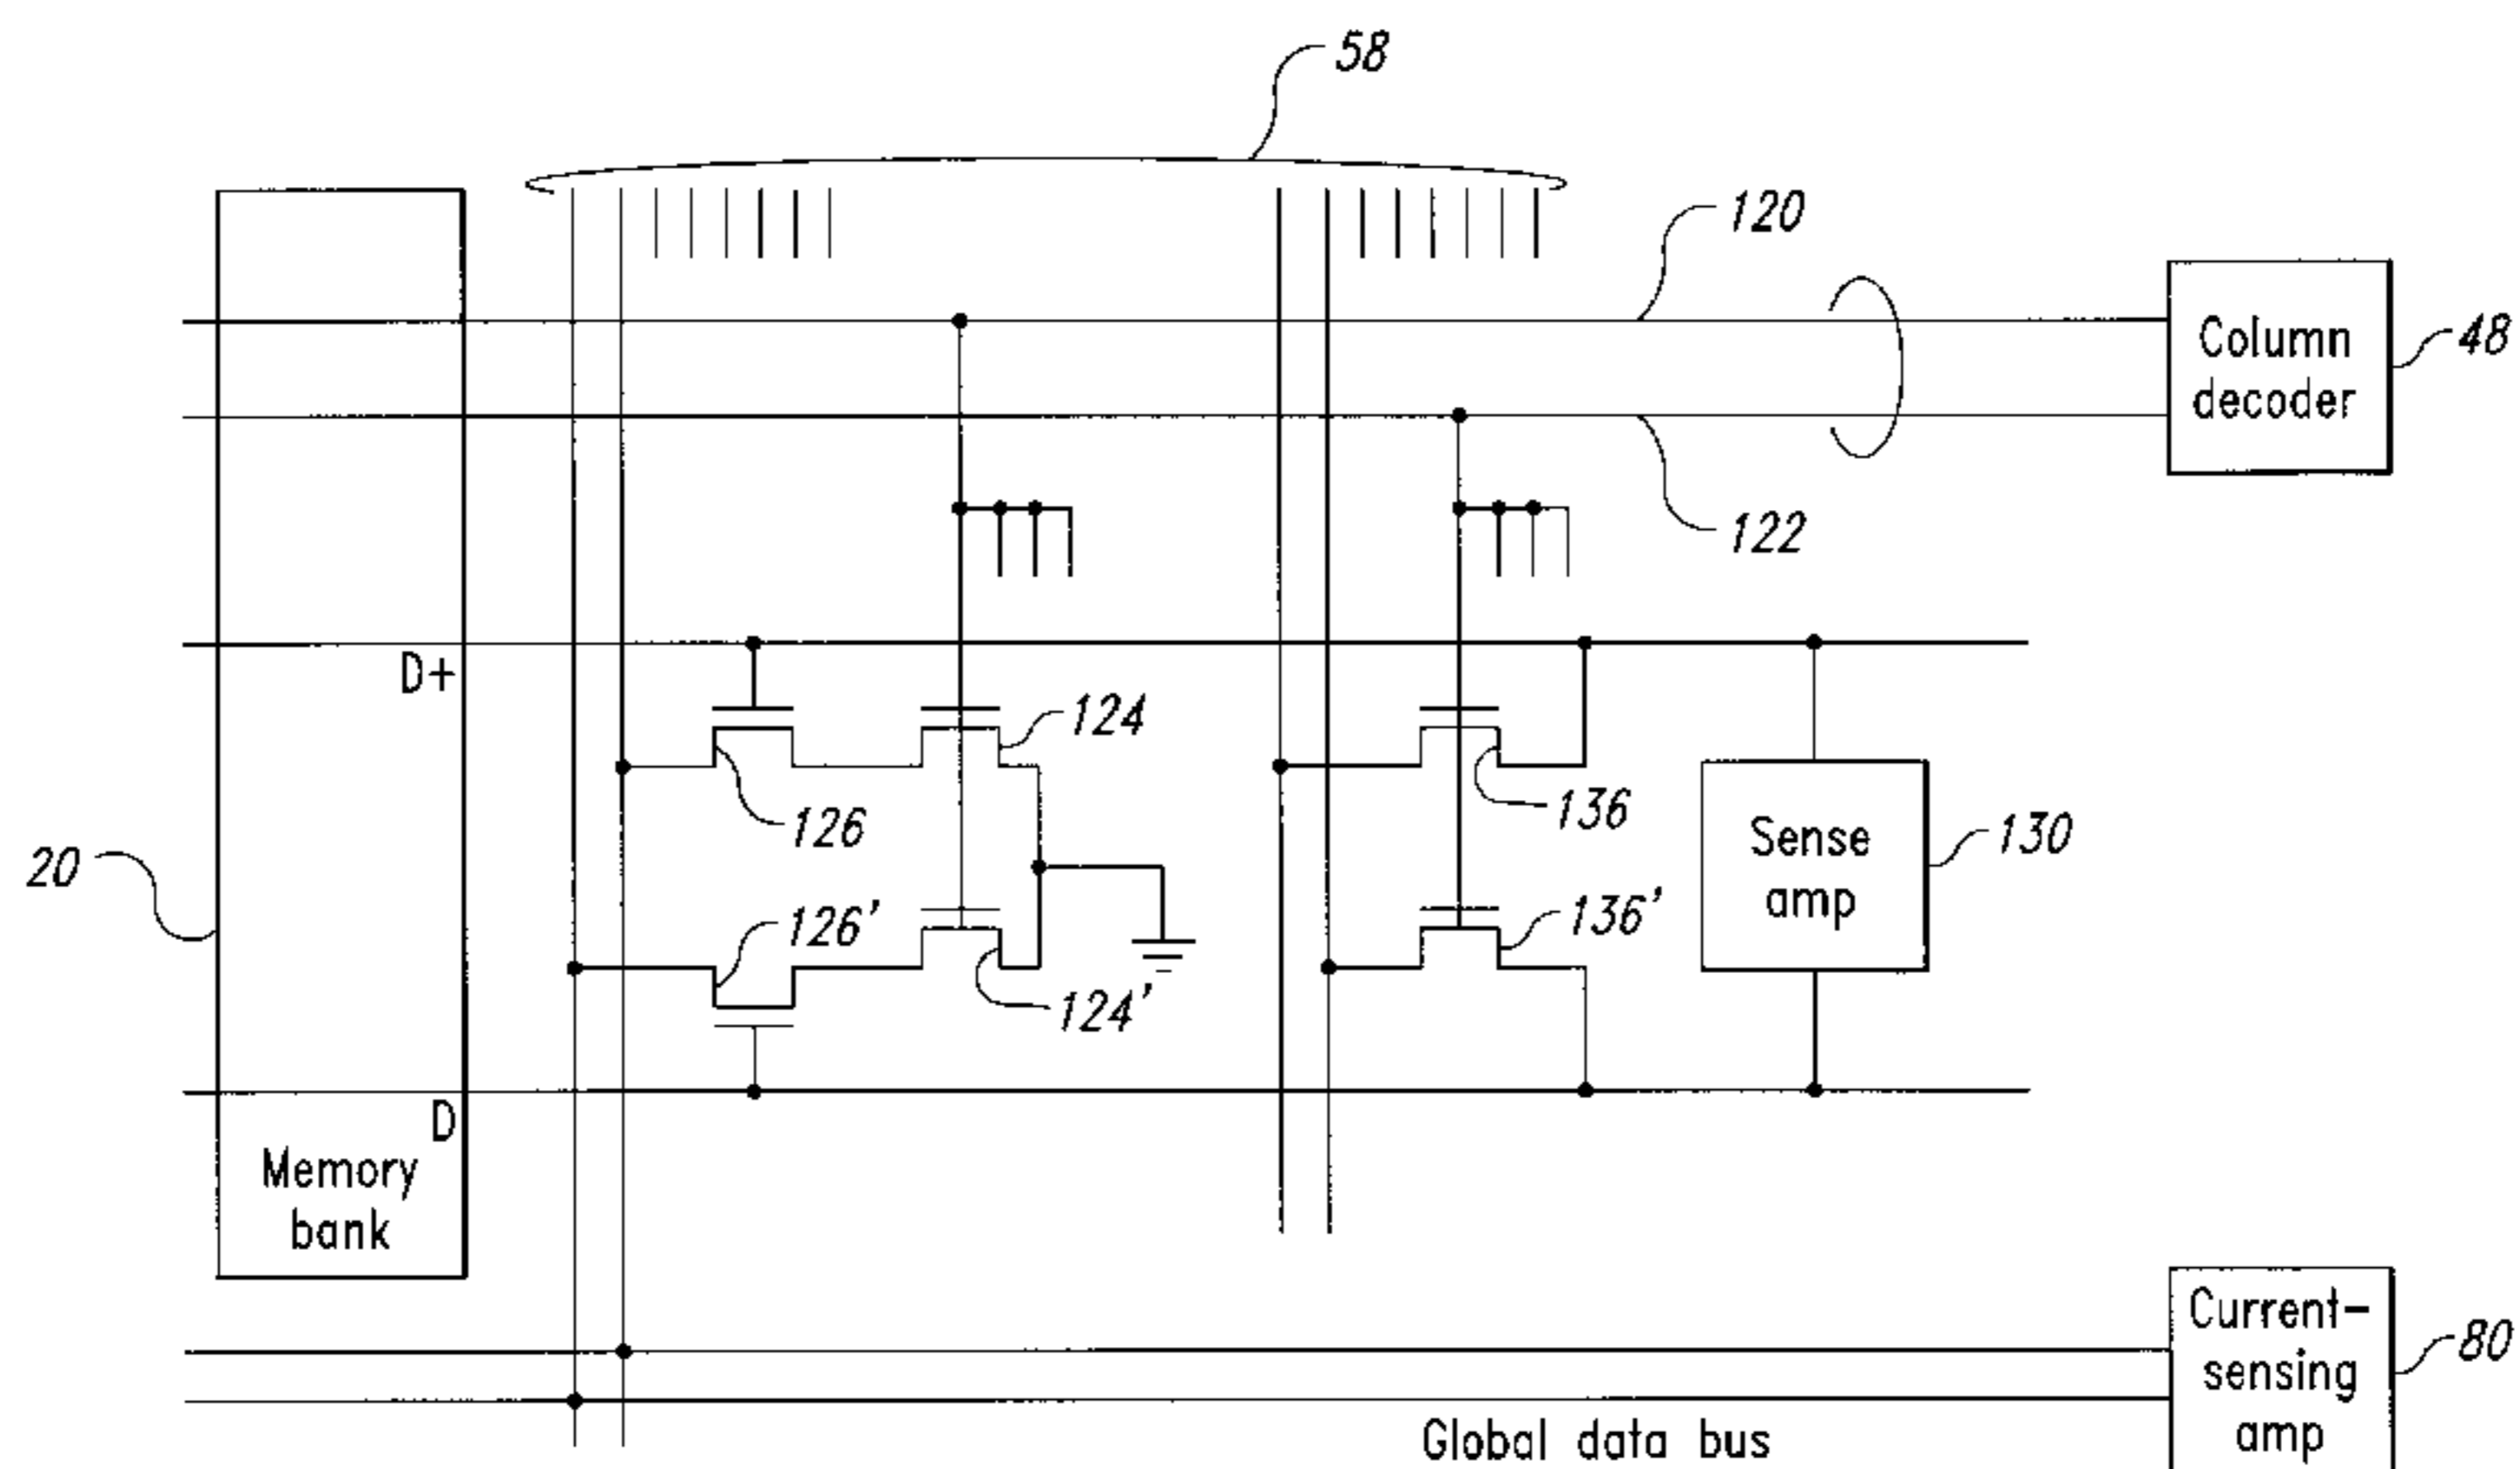 58
120
Column
decoder
48
122
D+
124
126
136
Sense
amp
130
20
126'
136'
124'
D
Memory
bank
Current-
sensing
amp
80
Global data bus